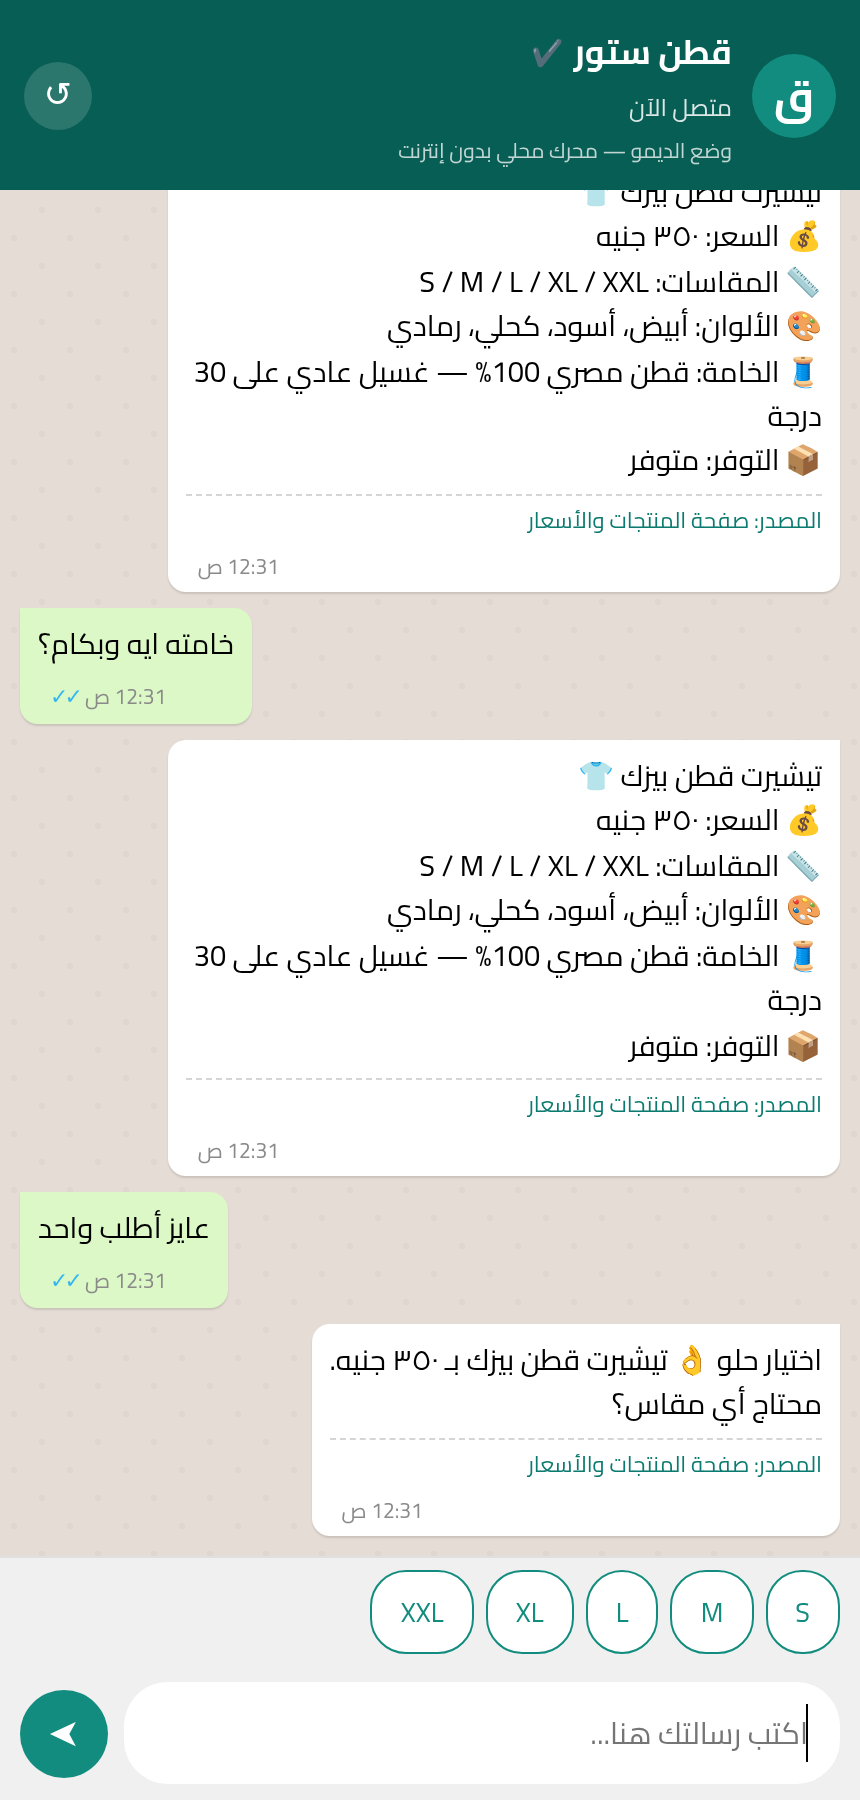 قطن ستور ✔
ق
متصل الآن
وضع الديمو — محرك محلي بدون إنترنت
↺
تيشيرت قطن بيزك 👕
💰 السعر: ٣٥٠ جنيه
📏 المقاسات: S / M / L / XL / XXL
🎨 الألوان: أبيض، أسود، كحلي، رمادي
🧵 الخامة: قطن مصري 100% — غسيل عادي على 30
درجة
📦 التوفر: متوفر
المصدر: صفحة المنتجات والأسعار
12:31 ص
خامته ايه وبكام؟
12:31 ص ✓✓
تيشيرت قطن بيزك 👕
💰 السعر: ٣٥٠ جنيه
📏 المقاسات: S / M / L / XL / XXL
🎨 الألوان: أبيض، أسود، كحلي، رمادي
🧵 الخامة: قطن مصري 100% — غسيل عادي على 30
درجة
📦 التوفر: متوفر
المصدر: صفحة المنتجات والأسعار
12:31 ص
عايز أطلب واحد
12:31 ص ✓✓
اختيار حلو 👌 تيشيرت قطن بيزك بـ ٣٥٠ جنيه.
محتاج أي مقاس؟
المصدر: صفحة المنتجات والأسعار
12:31 ص
S
M
L
XL
XXL
اكتب رسالتك هنا...